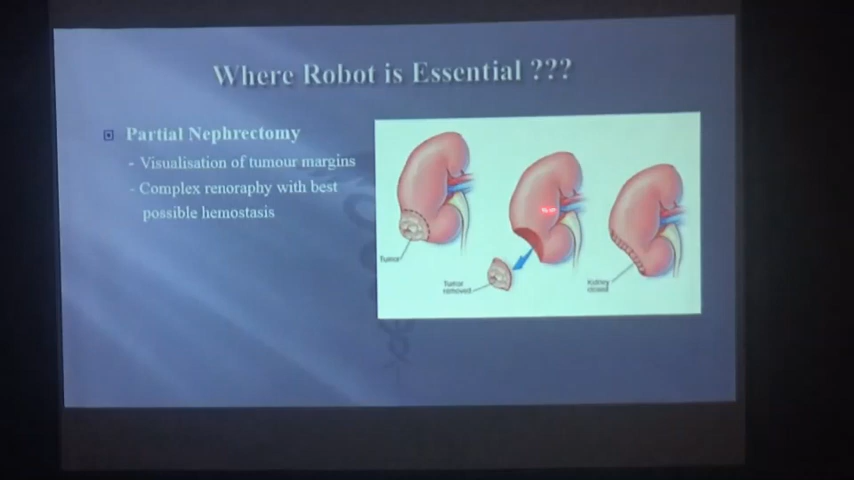 Where Robot is Essential ???
Partial Nephrectomy
- Visualisation of tumour margins
- Complex renoraphy with best
possible hemostasis
Tumor
Tumor
removed
Kidney
closed